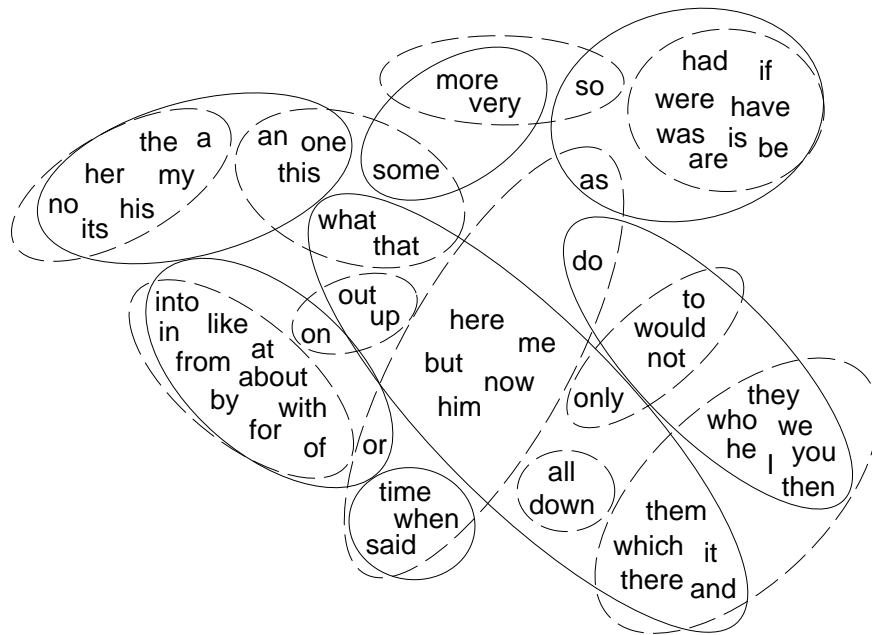 had if
were have
was is
are be
more
very
so
the a
her my
no his
its
an one
this
some
as
what
that
do
out
up
on
into
in like
from at
about
by with
for
of
or
here
me
but
now
him
to
would
not
only
they
who we
he I you
then
all
down
time
when
said
them
which it
there and